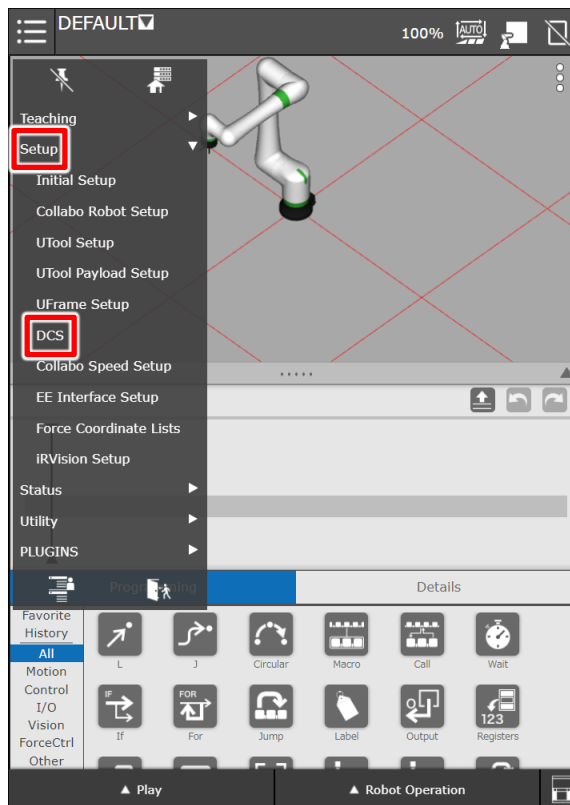 DEFAULT
100% AUTO
Teaching
Setup
Initial Setup
Collabo Robot Setup
UTool Setup
UTool Payload Setup
UFrame Setup
DCS
Collabo Speed Setup
EE Interface Setup
Force Coordinate Lists
iRVision Setup
Status
Utility
PLUGINS
Programming
Details
Favorite
History
All
Motion
Control
I/O
Vision
ForceCtrl
Other
L
J
Circular
Macro
Call
Wait
IF
FOR
123
If
For
Jump
Label
Output
Registers
Play
Robot Operation